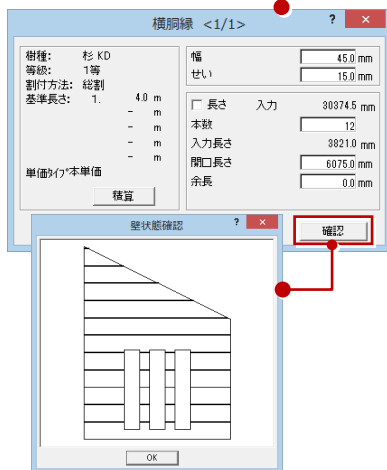 横胴縁 <1/1>
? ×
樹種: 杉 KD
等級: 1等
割付方法: 総割
基準長さ: 1. 4.0 m
- m
- m
- m
- m
単価ﾀｲﾌﾟ本単価
積算
幅 45.0 mm
せい 15.0 mm
長さ 入力 30374.5 mm
本数 12
入力長さ 3821.0 mm
開口長さ 6075.0 mm
余長 0.0 mm
確認
壁状態確認 ? ×
OK